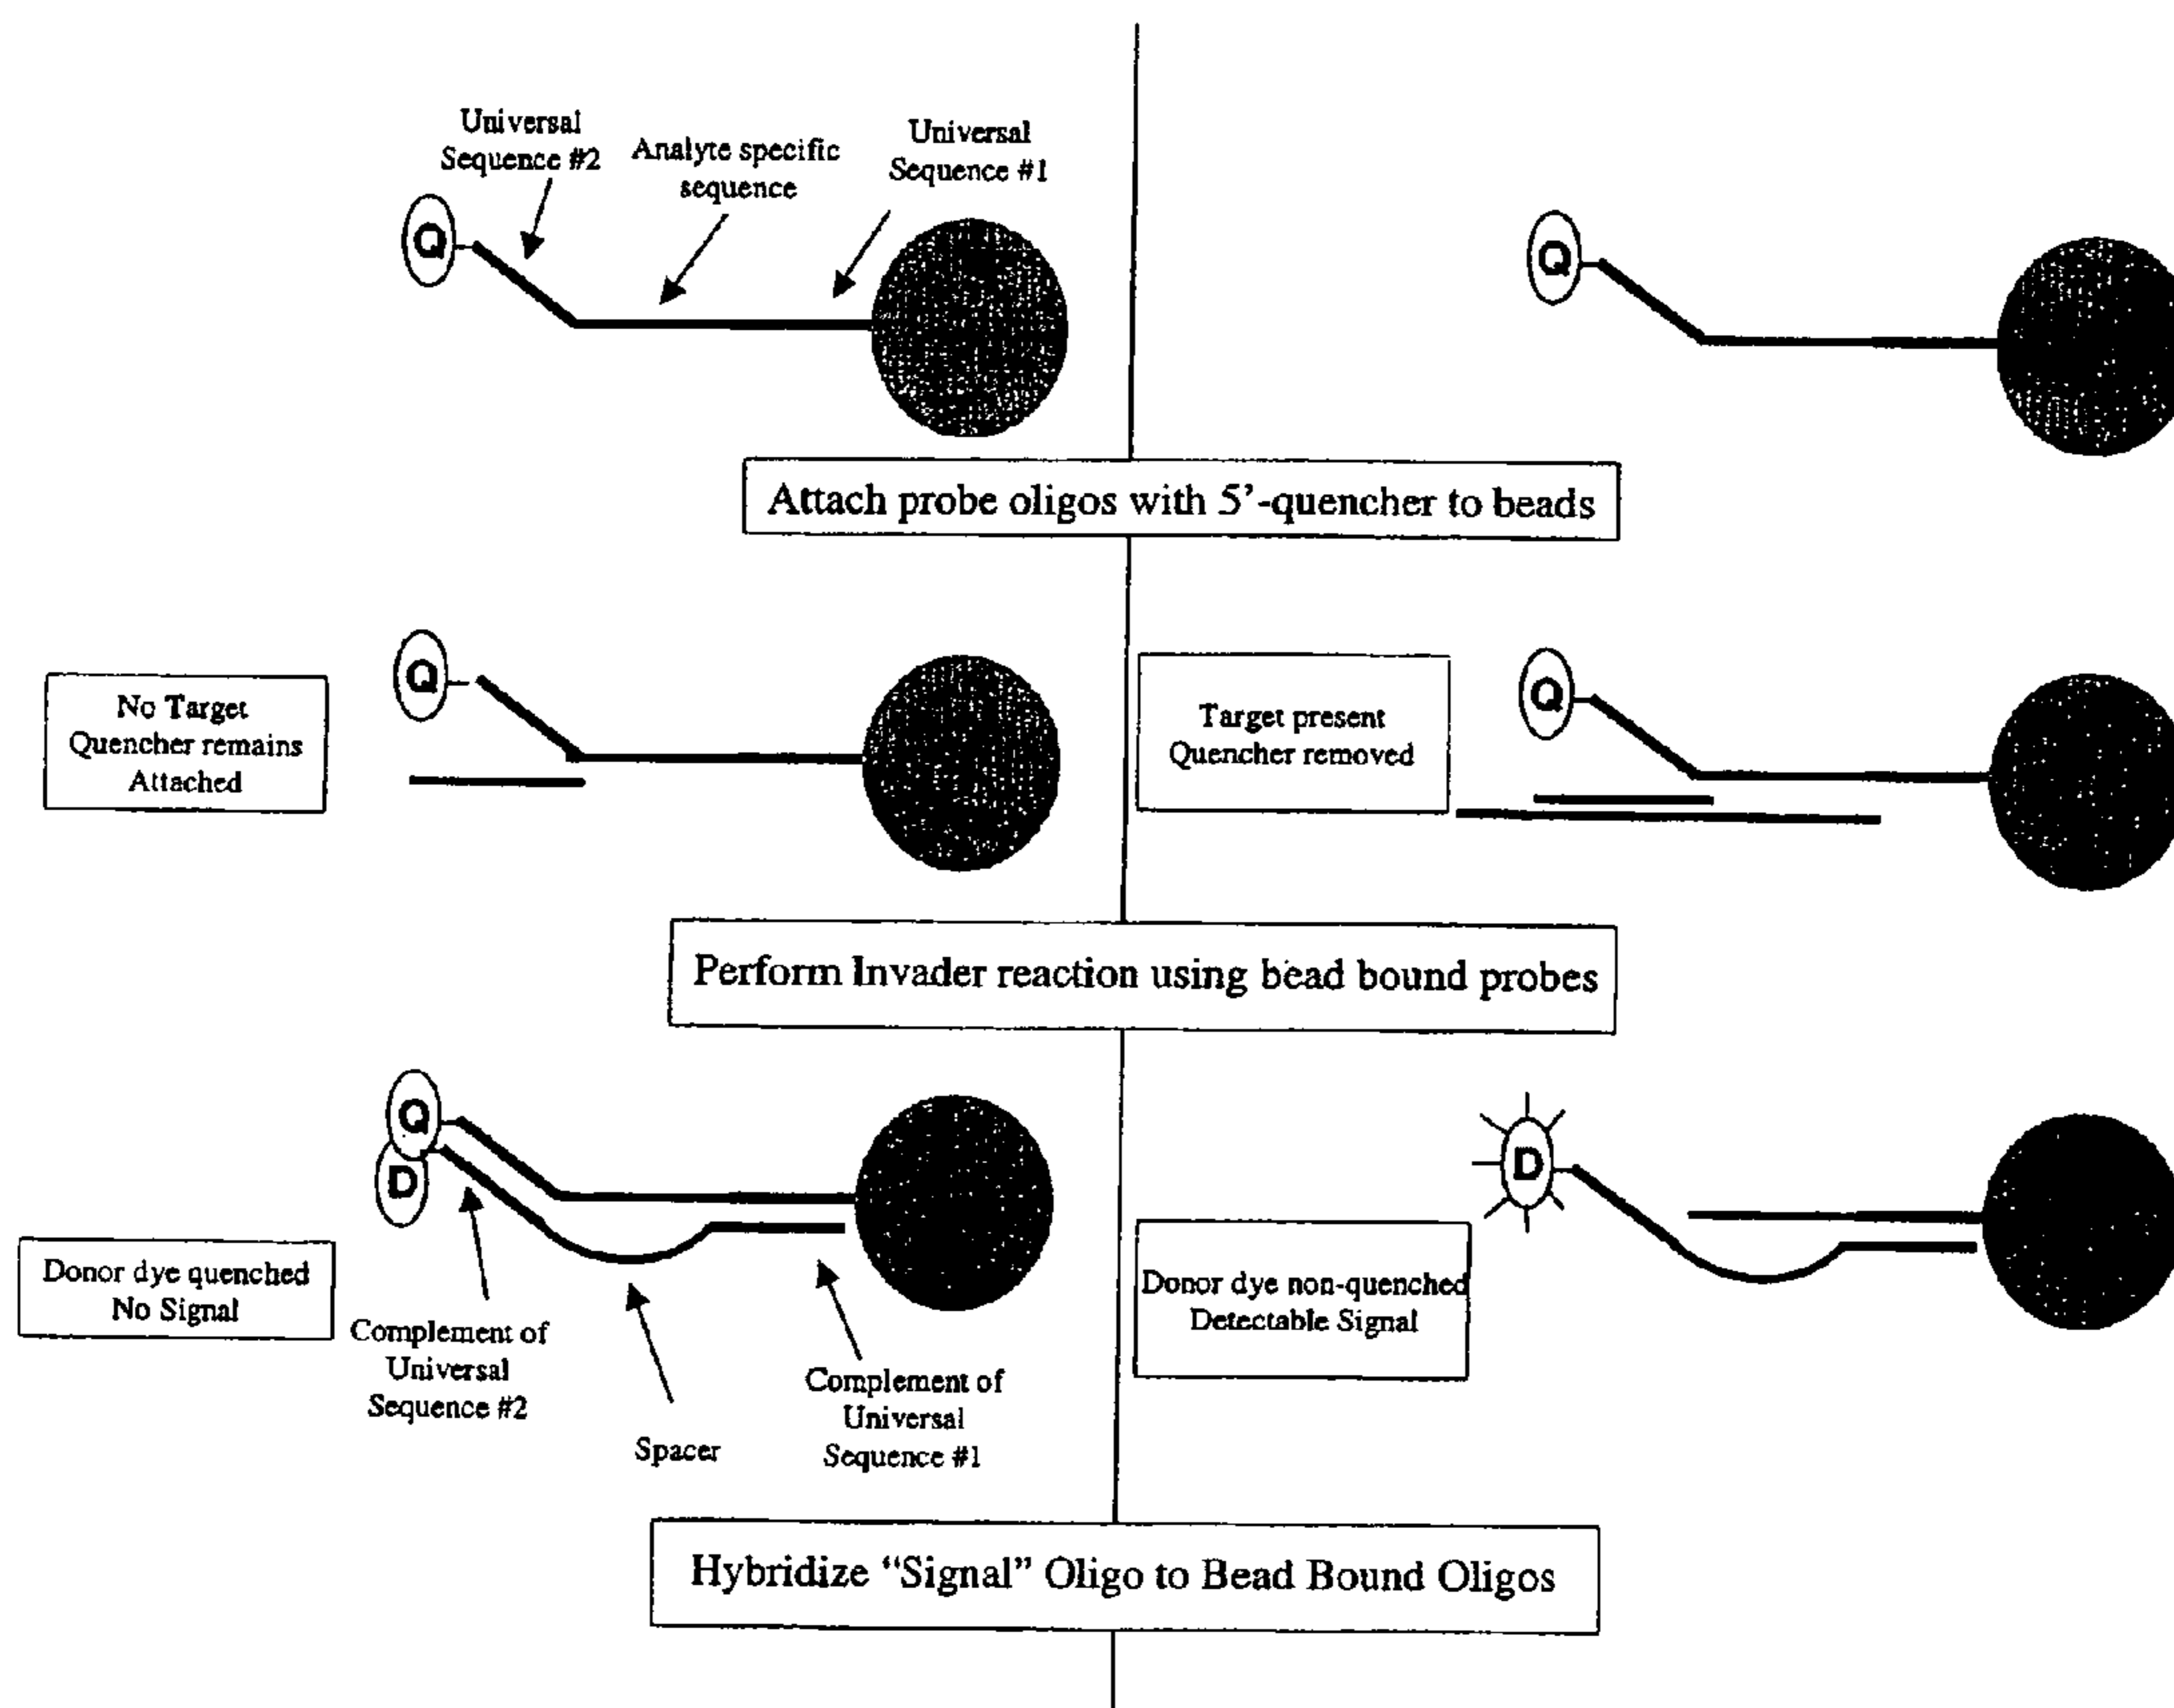 Universal
Sequence #2
Analyte specific
sequence
Universal
Sequence #1
Q
Q
Attach probe oligos with 5’-quencher to beads
Q
Q
No Target
Quencher remains
Attached
Target present
Quencher removed
Perform Invader reaction using bead bound probes
Q
D
D
Donor dye quenched
No Signal
Donor dye non-quenched
Detectable Signal
Complement of
Universal
Sequence #2
Spacer
Complement of
Universal
Sequence #1
Hybridize “Signal” Oligo to Bead Bound Oligos